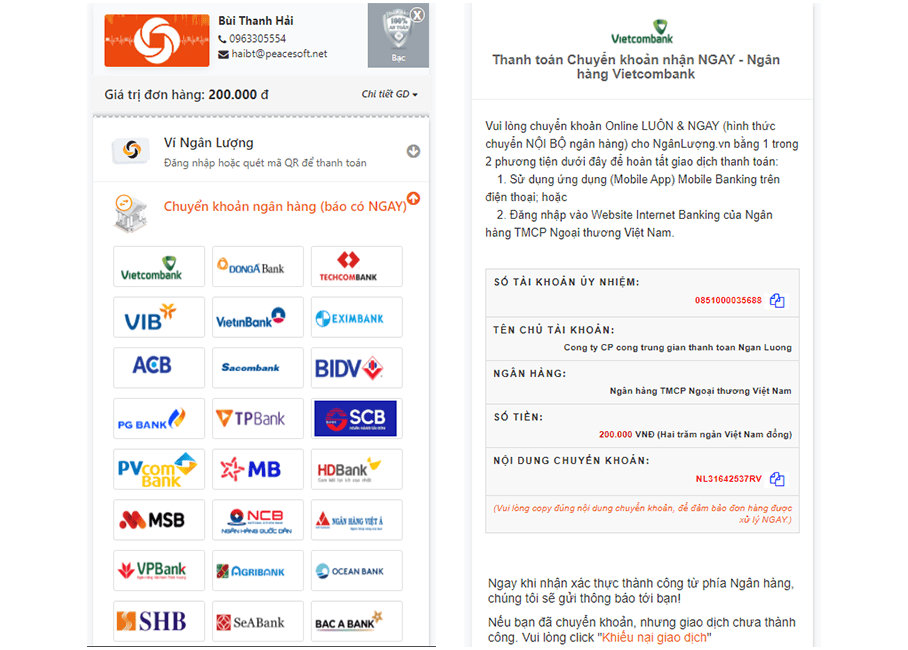 Bùi Thanh Hải
0963305554
haibt@peacesoft.net
100%
AN TOÀN
Bạc
X
Giá trị đơn hàng: 200.000 đ
Chi tiết GD
Ví Ngân Lượng
Đăng nhập hoặc quét mã QR để thanh toán
Chuyển khoản ngân hàng (báo có NGAY)
Vietcombank
DONGA Bank
TECHCOMBANK
VIB
VietinBank
EXIMBANK
ACB
Sacombank
BIDV
PG BANK
TPBank
SCB
PVcom Bank
MB
HDBank
MSB
NCB
NGÂN HÀNG QUỐC DÂN
NGÂN HÀNG VIỆT Á
VPBank
AGRIBANK
OCEAN BANK
SHB
SeABank
BAC A BANK
Vietcombank
Thanh toán Chuyển khoản nhận NGAY - Ngân
hàng Vietcombank
Vui lòng chuyển khoản Online LUÔN & NGAY (hình thức
chuyển NỘI BỘ ngân hàng) cho NgânLượng.vn bằng 1 trong
2 phương tiện dưới đây để hoàn tất giao dịch thanh toán:
1. Sử dụng ứng dụng (Mobile App) Mobile Banking trên
điện thoại; hoặc
2. Đăng nhập vào Website Internet Banking của Ngân
hàng TMCP Ngoại thương Việt Nam.
SỐ TÀI KHOẢN ỦY NHIỆM:
0851000035688
TÊN CHỦ TÀI KHOẢN:
Công ty CP cong trung gian thanh toan Ngan Luong
NGÂN HÀNG:
Ngân hàng TMCP Ngoại thương Việt Nam
SỐ TIỀN:
200.000 VNĐ (Hai trăm ngàn Việt Nam đồng)
NỘI DUNG CHUYỂN KHOẢN:
NL31642537RV
(Vui lòng copy đúng nội dung chuyển khoản, để đảm bảo đơn hàng được
xử lý NGAY.)
Ngay khi nhận xác thực thành công từ phía Ngân hàng,
chúng tôi sẽ gửi thông báo tới bạn!
Nếu bạn đã chuyển khoản, nhưng giao dịch chưa thành
công. Vui lòng click "Khiếu nại giao dịch"